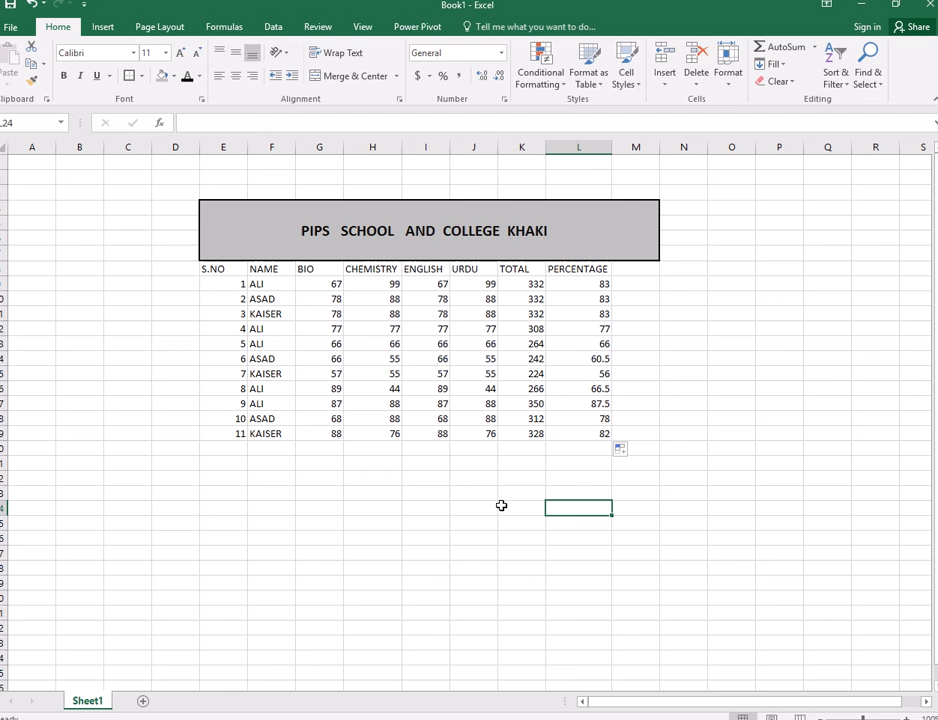 Book1 - Excel
File Home Insert Page Layout Formulas Data Review View Power Pivot Tell me what you want to do... Sign in Share
Calibri 11 A A Wrap Text General AutoSum
B I U A Merge & Center $ % , .0 .00 Conditional Formatting Format as Table Cell Styles Insert Delete Format Fill Clear Sort & Filter Find & Select
Font Alignment Number Styles Cells Editing
fx
A B C D E F G H I J K L M N O P Q R S
PIPS SCHOOL AND COLLEGE KHAKI
S.NO NAME BIO CHEMISTRY ENGLISH URDU TOTAL PERCENTAGE
1 ALI 67 99 67 99 332 83
2 ASAD 78 88 78 88 332 83
3 KAISER 78 88 78 88 332 83
4 ALI 77 77 77 77 308 77
5 ALI 66 66 66 66 264 66
6 ASAD 66 55 66 55 242 60.5
7 KAISER 57 55 57 55 224 56
8 ALI 89 44 89 44 266 66.5
9 ALI 87 88 87 88 350 87.5
10 ASAD 68 88 68 88 312 78
11 KAISER 88 76 88 76 328 82
Sheet1